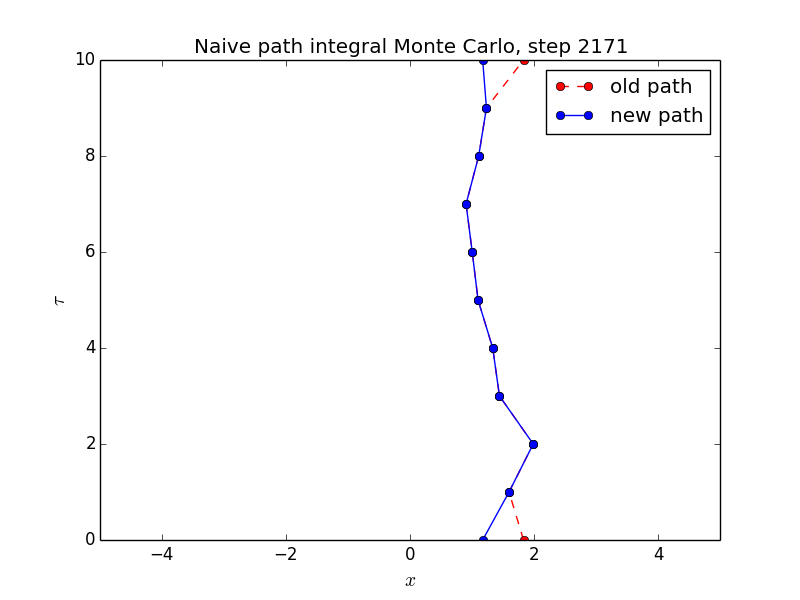 Naive path integral Monte Carlo, step 2171
10
8
6
4
2
0
τ
old path
new path
−4 −2 0 2 4
x